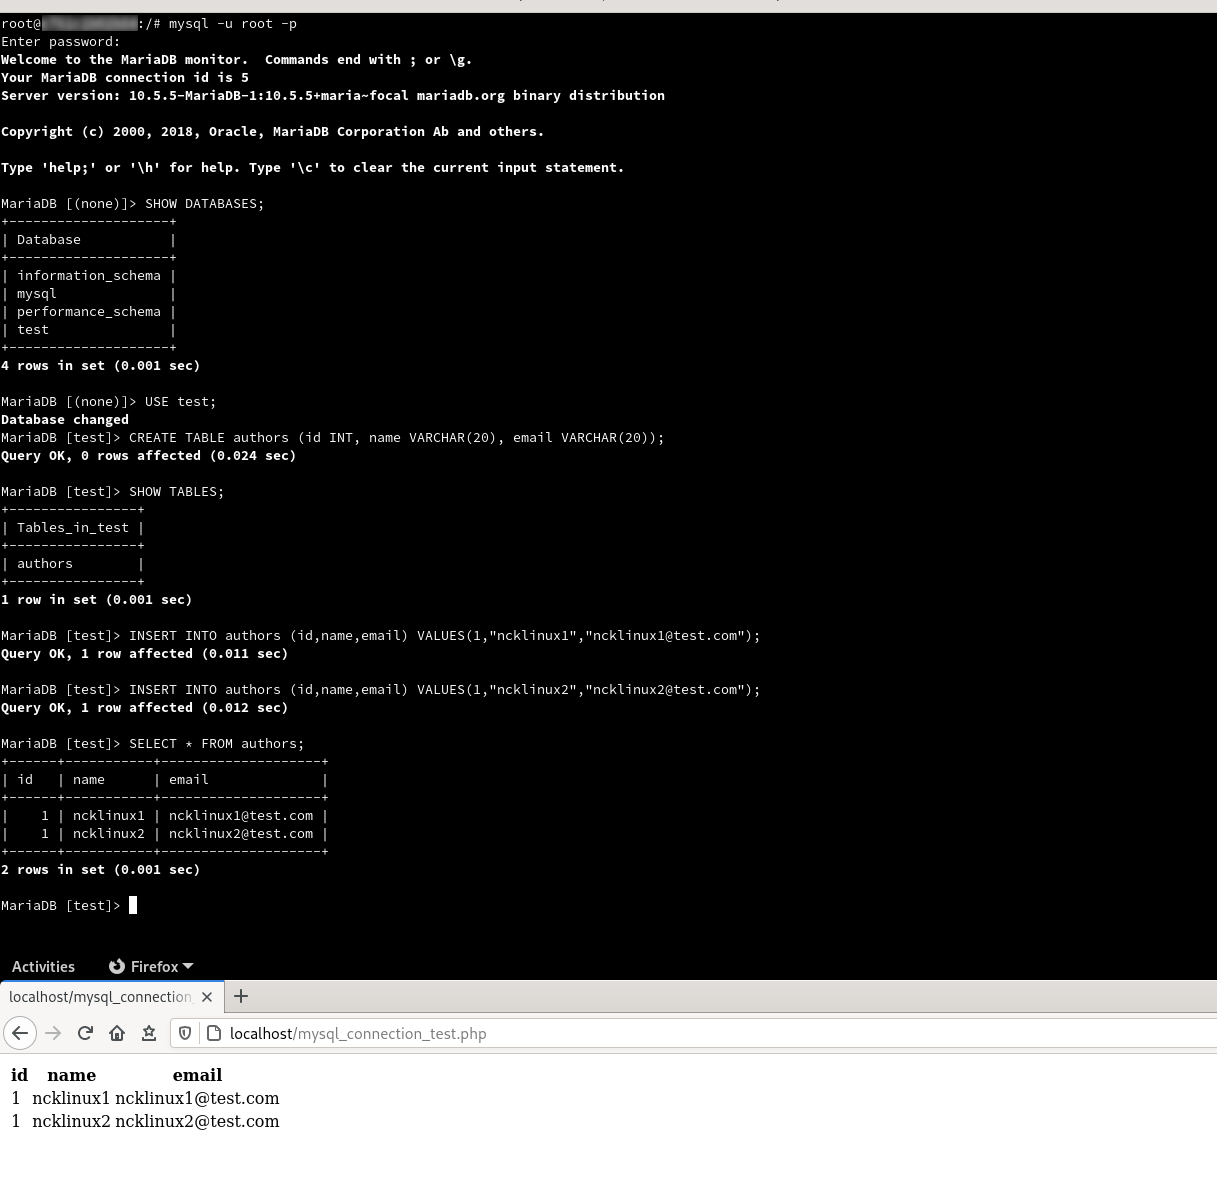 root@ :/# mysql -u root -p
Enter password:
Welcome to the MariaDB monitor.  Commands end with ; or \g.
Your MariaDB connection id is 5
Server version: 10.5.5-MariaDB-1:10.5.5+maria~focal mariadb.org binary distribution

Copyright (c) 2000, 2018, Oracle, MariaDB Corporation Ab and others.

Type 'help;' or '\h' for help. Type '\c' to clear the current input statement.

MariaDB [(none)]> SHOW DATABASES;
+--------------------+
| Database           |
+--------------------+
| information_schema |
| mysql              |
| performance_schema |
| test               |
+--------------------+
4 rows in set (0.001 sec)

MariaDB [(none)]> USE test;
Database changed
MariaDB [test]> CREATE TABLE authors (id INT, name VARCHAR(20), email VARCHAR(20));
Query OK, 0 rows affected (0.024 sec)

MariaDB [test]> SHOW TABLES;
+----------------+
| Tables_in_test |
+----------------+
| authors        |
+----------------+
1 row in set (0.001 sec)

MariaDB [test]> INSERT INTO authors (id,name,email) VALUES(1,"ncklinux1","ncklinux1@test.com");
Query OK, 1 row affected (0.011 sec)

MariaDB [test]> INSERT INTO authors (id,name,email) VALUES(1,"ncklinux2","ncklinux2@test.com");
Query OK, 1 row affected (0.012 sec)

MariaDB [test]> SELECT * FROM authors;
+------+-----------+--------------------+
| id   | name      | email              |
+------+-----------+--------------------+
|    1 | ncklinux1 | ncklinux1@test.com |
|    1 | ncklinux2 | ncklinux2@test.com |
+------+-----------+--------------------+
2 rows in set (0.001 sec)

MariaDB [test]>
Activities Firefox
localhost/mysql_connection_
localhost/mysql_connection_test.php
id name email
1 ncklinux1 ncklinux1@test.com
1 ncklinux2 ncklinux2@test.com